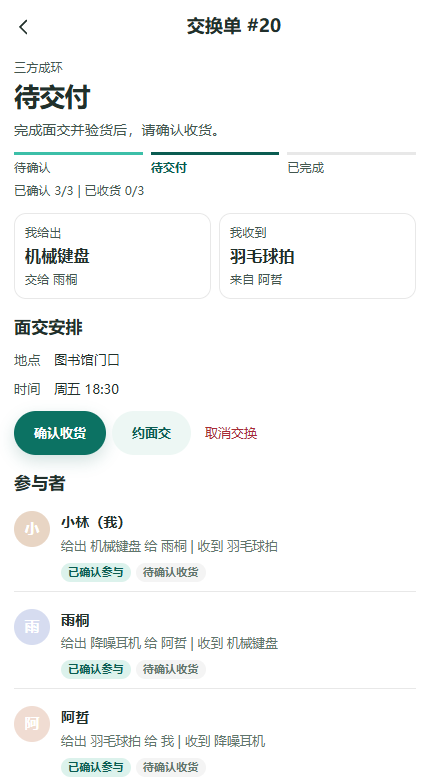 交换单 #20
三方成环
待交付
完成面交并验货后，请确认收货。
待确认 待交付 已完成
已确认 3/3 | 已收货 0/3
我给出
机械键盘
交给 雨桐
我收到
羽毛球拍
来自 阿哲
面交安排
地点 图书馆门口
时间 周五 18:30
确认收货 约面交 取消交换
参与者
小
小林（我）
给出 机械键盘 给 雨桐 | 收到 羽毛球拍
已确认参与 待确认收货
雨
雨桐
给出 降噪耳机 给 阿哲 | 收到 机械键盘
已确认参与 待确认收货
阿
阿哲
给出 羽毛球拍 给 我 | 收到 降噪耳机
已确认参与 待确认收货